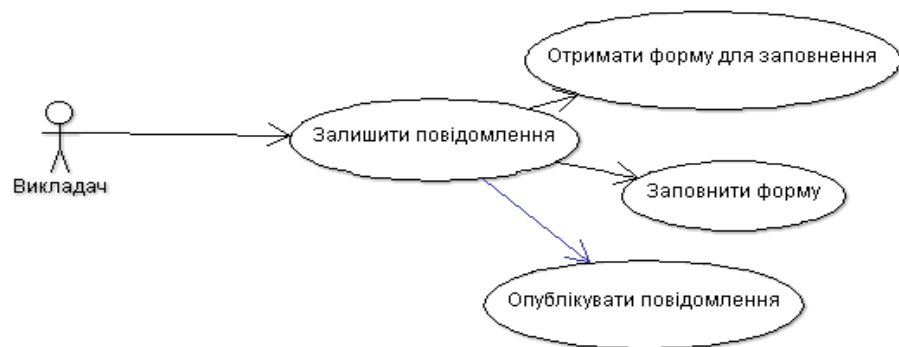 Отримати форму для заповнення
Залишити повідомлення
Викладач
Заповнити форму
Опублікувати повідомлення